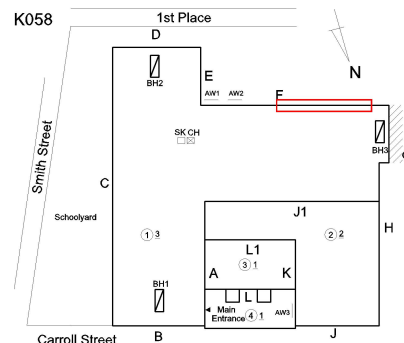 K058
1st Place
D
N
E
F
AW1 AW2
BH2
SK CH
BH3
Smith Street
C
Schoolyard
J1
H
1 3
2 2
L1
3 1
A
K
BH1
L
Main
Entrance
4 1
AW3
Carroll Street
B
J